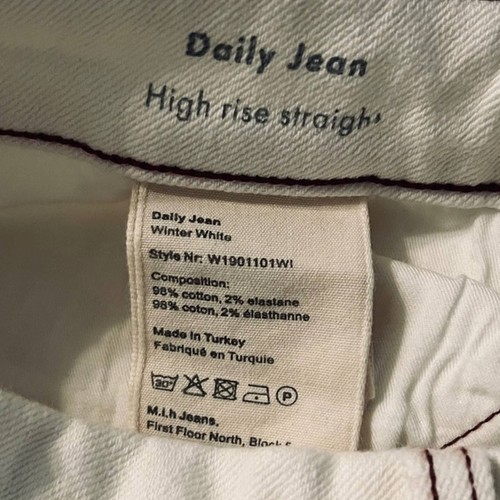 Daily Jean
High rise straight
Daily Jean
Winter White
Style Nr: W1901101WI
Composition:
98% cotton, 2% elastane
98% coton, 2% élasthanne
Made in Turkey
Fabriqué en Turquie
30°
P
M.i.h Jeans.
First Floor North, Block